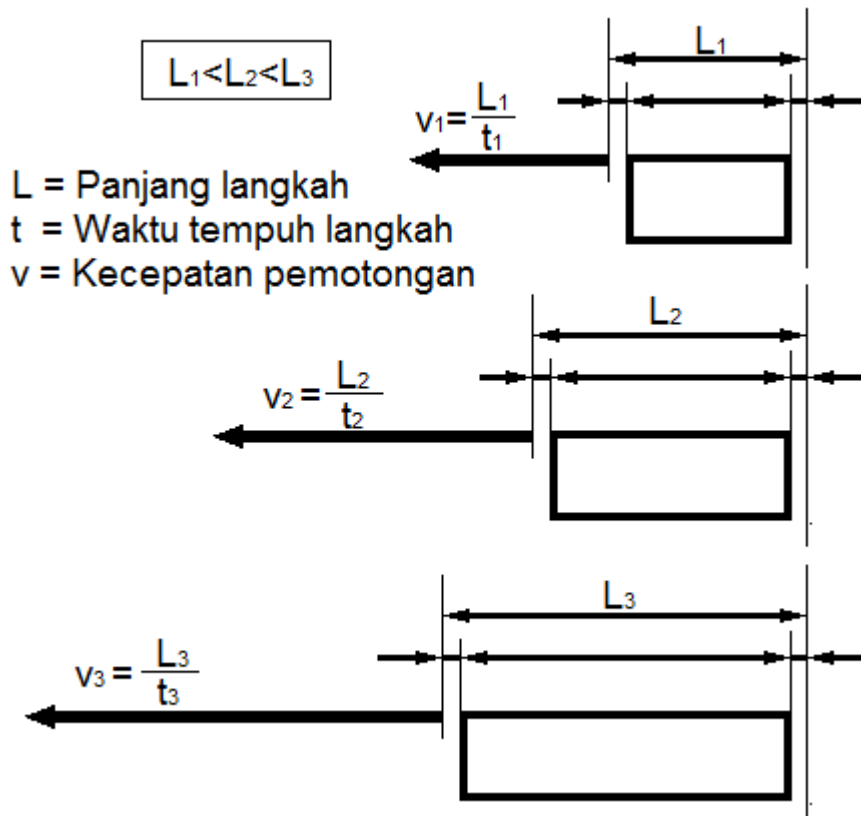 L₁<L₂<L₃
L₁
v₁=L₁/t₁
L = Panjang langkah
t = Waktu tempuh langkah
v = Kecepatan pemotongan
L₂
v₂=L₂/t₂
L₃
v₃=L₃/t₃